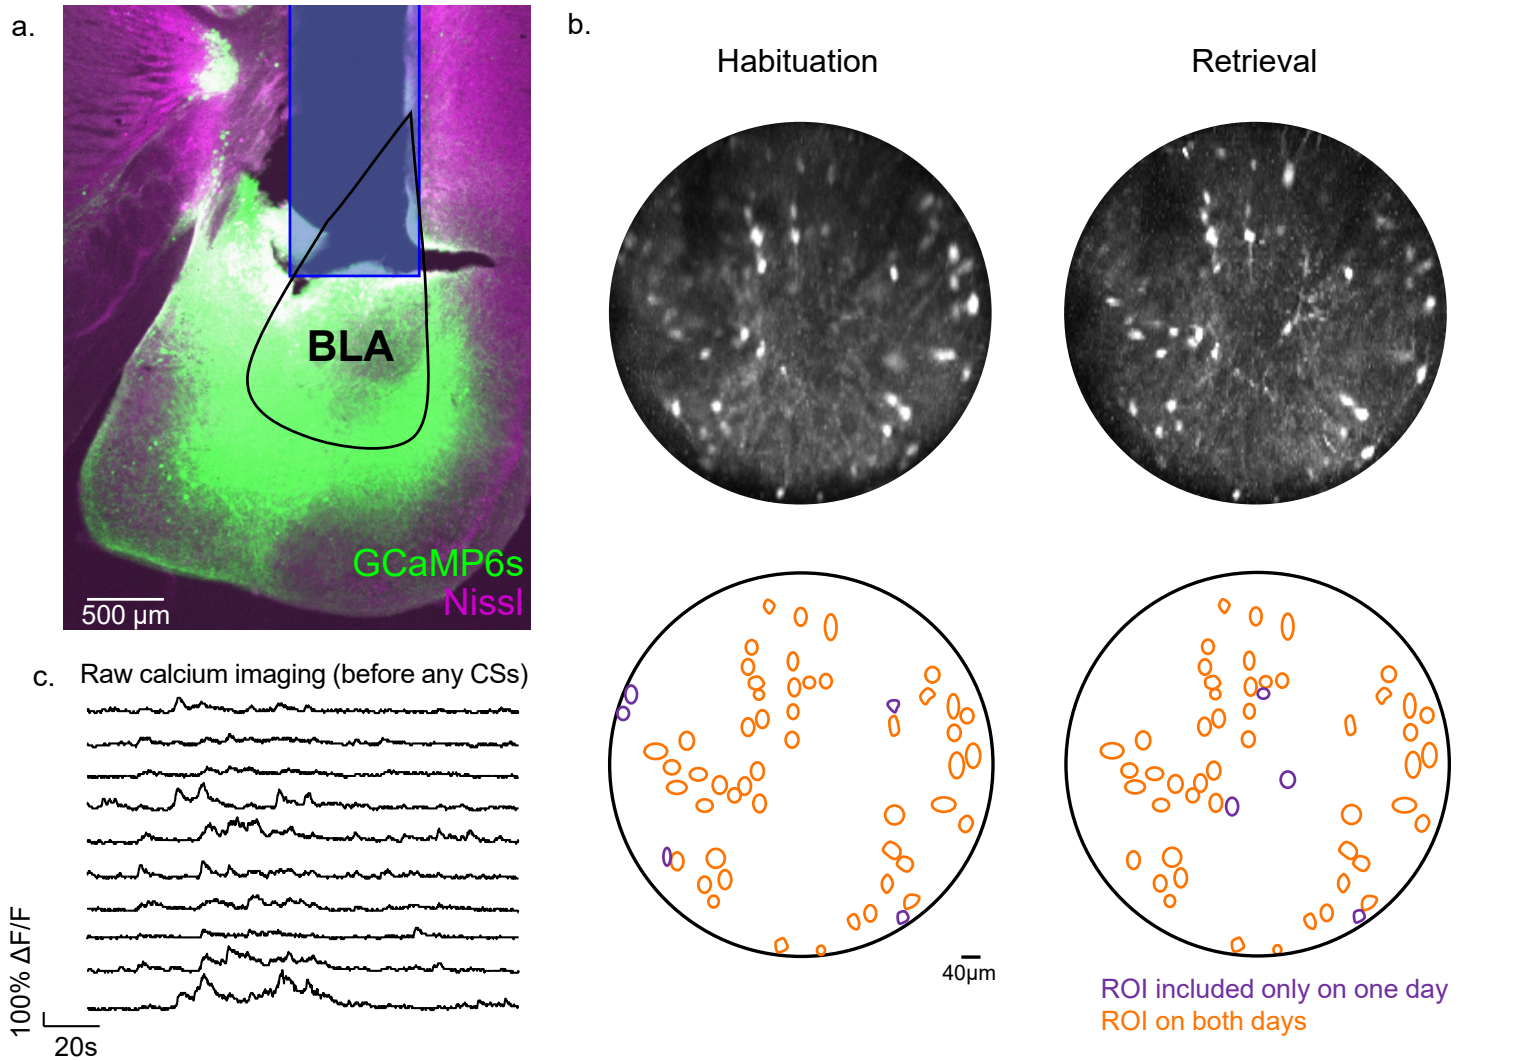 a.
BLA
GCaMP6s
Nissl
500 µm
b.
Habituation
Retrieval
40µm
ROI included only on one day
ROI on both days
c.
Raw calcium imaging (before any CSs)
100% ΔF/F
20s